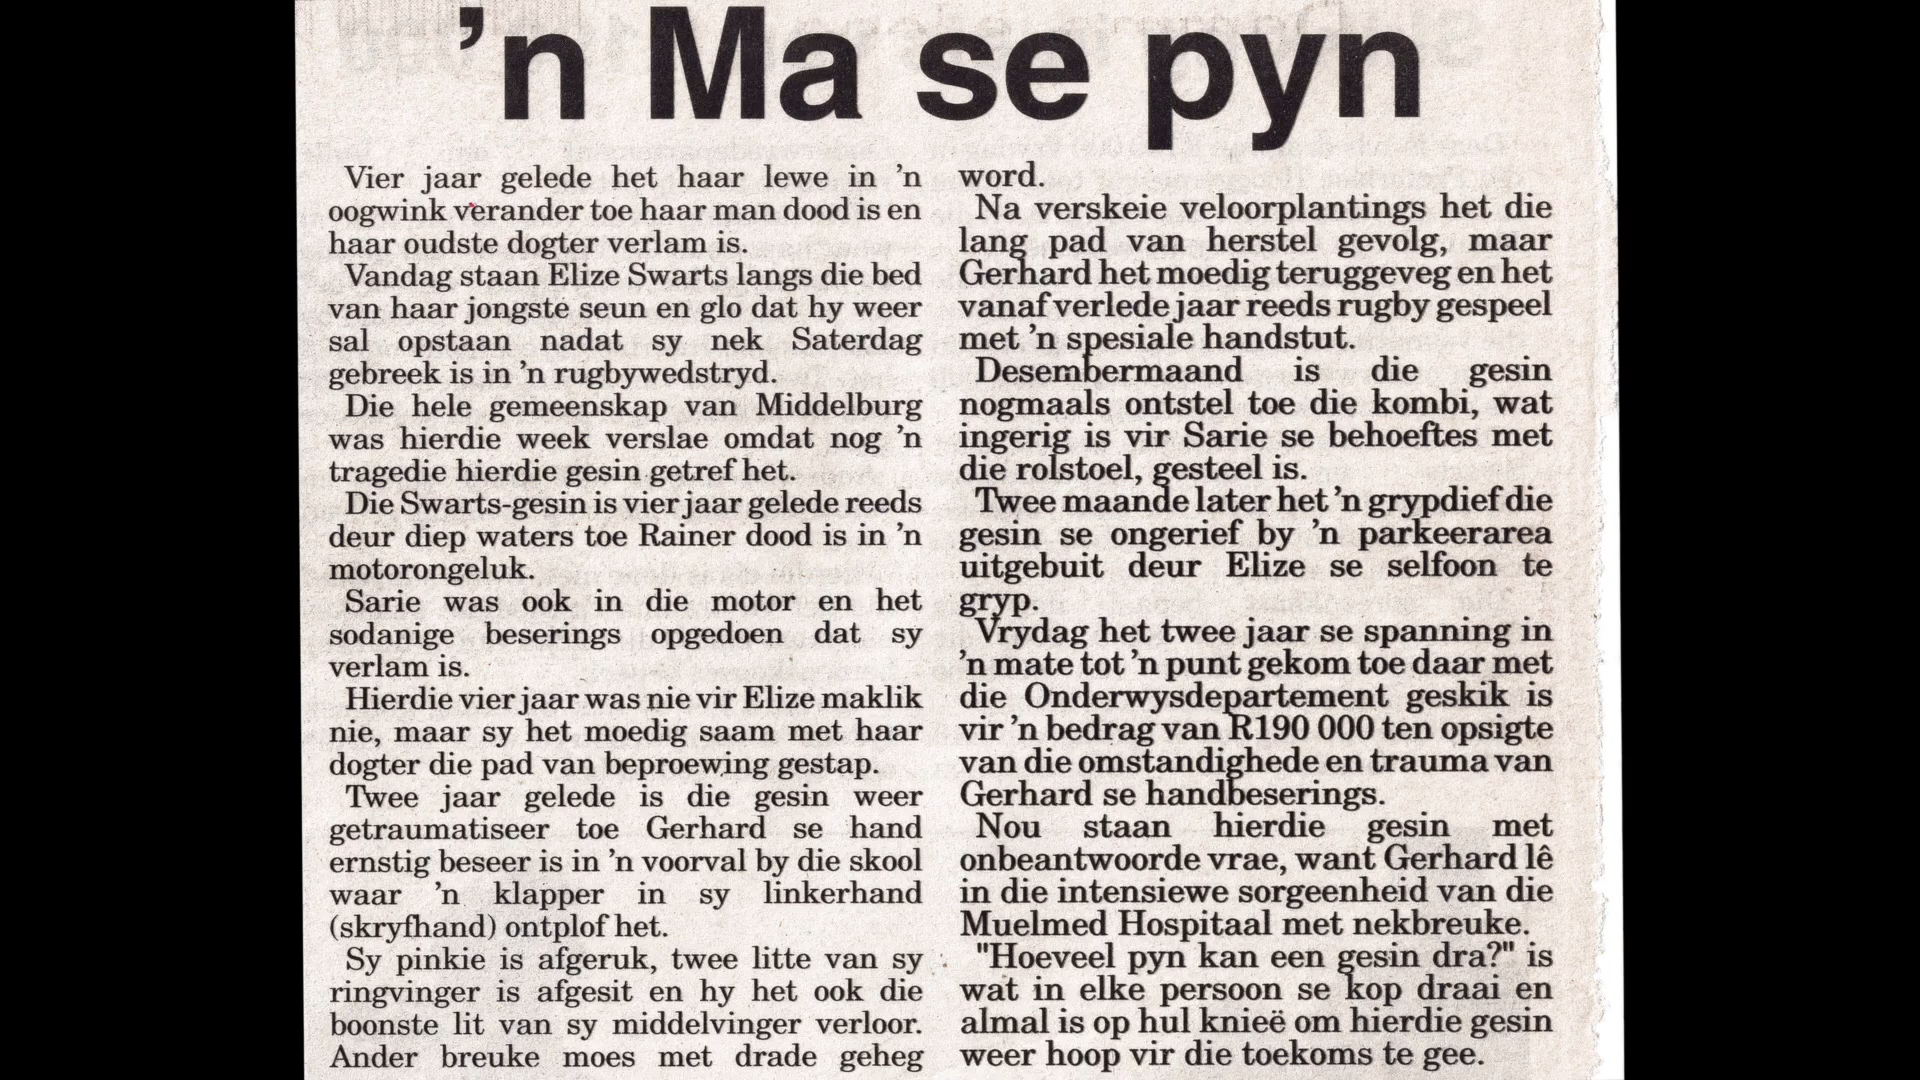 ’n Ma se pyn
Vier jaar gelede het haar lewe in ’n
oogwink verander toe haar man dood is en
haar oudste dogter verlam is.
Vandag staan Elize Swarts langs die bed
van haar jongste seun en glo dat hy weer
sal opstaan nadat sy nek Saterdag
gebreek is in ’n rugbywedstryd.
Die hele gemeenskap van Middelburg
was hierdie week verslae omdat nog ’n
tragedie hierdie gesin getref het.
Die Swarts-gesin is vier jaar gelede reeds
deur diep waters toe Rainer dood is in ’n
motorongeluk.
Sarie was ook in die motor en het
sodanige beserings opgedoen dat sy
verlam is.
Hierdie vier jaar was nie vir Elize maklik
nie, maar sy het moedig saam met haar
dogter die pad van beproewing gestap.
Twee jaar gelede is die gesin weer
getraumatiseer toe Gerhard se hand
ernstig beseer is in ’n voorval by die skool
waar ’n klapper in sy linkerhand
(skryfhand) ontplof het.
Sy pinkie is afgeruk, twee litte van sy
ringvinger is afgesit en hy het ook die
boonste lit van sy middelvinger verloor.
Ander breuke moes met drade geheg
word.
Na verskeie veloorplantings het die
lang pad van herstel gevolg, maar
Gerhard het moedig teruggeveg en het
vanaf verlede jaar reeds rugby gespeel
met ’n spesiale handstut.
Desembermaand is die gesin
nogmaals ontstel toe die kombi, wat
ingerig is vir Sarie se behoeftes met
die rolstoel, gesteel is.
Twee maande later het ’n grypdief die
gesin se ongerief by ’n parkeerarea
uitgebuit deur Elize se selfoon te
gryp.
Vrydag het twee jaar se spanning in
’n mate tot ’n punt gekom toe daar met
die Onderwysdepartement geskik is
vir ’n bedrag van R190 000 ten opsigte
van die omstandighede en trauma van
Gerhard se handbeserings.
Nou staan hierdie gesin met
onbeantwoorde vrae, want Gerhard lê
in die intensiewe sorgeenheid van die
Muelmed Hospitaal met nekbreuke.
"Hoeveel pyn kan een gesin dra?" is
wat in elke persoon se kop draai en
almal is op hul knieë om hierdie gesin
weer hoop vir die toekoms te gee.